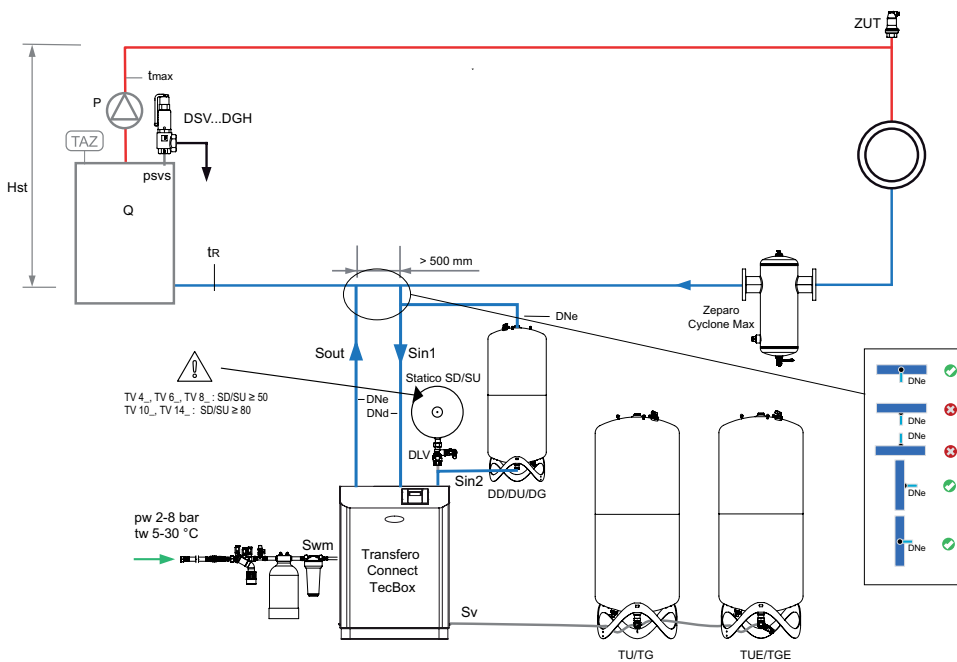 ZUT
tmax
P
DSV...DGH
TAZ
psvs
Hst
Q
tR
> 500 mm
DNe
Zeparo
Cyclone Max
Sout
Sin1
Statico SD/SU
TV 4_, TV 6_, TV 8_ : SD/SU ≥ 50
TV 10_, TV 14_ : SD/SU ≥ 80
DNe
DNd
DLV
Sin2
DD/DU/DG
DNe
DNe
DNe
DNe
DNe
pw 2-8 bar
tw 5-30 °C
Swm
Transfero
Connect
TecBox
Sv
TU/TG
TUE/TGE